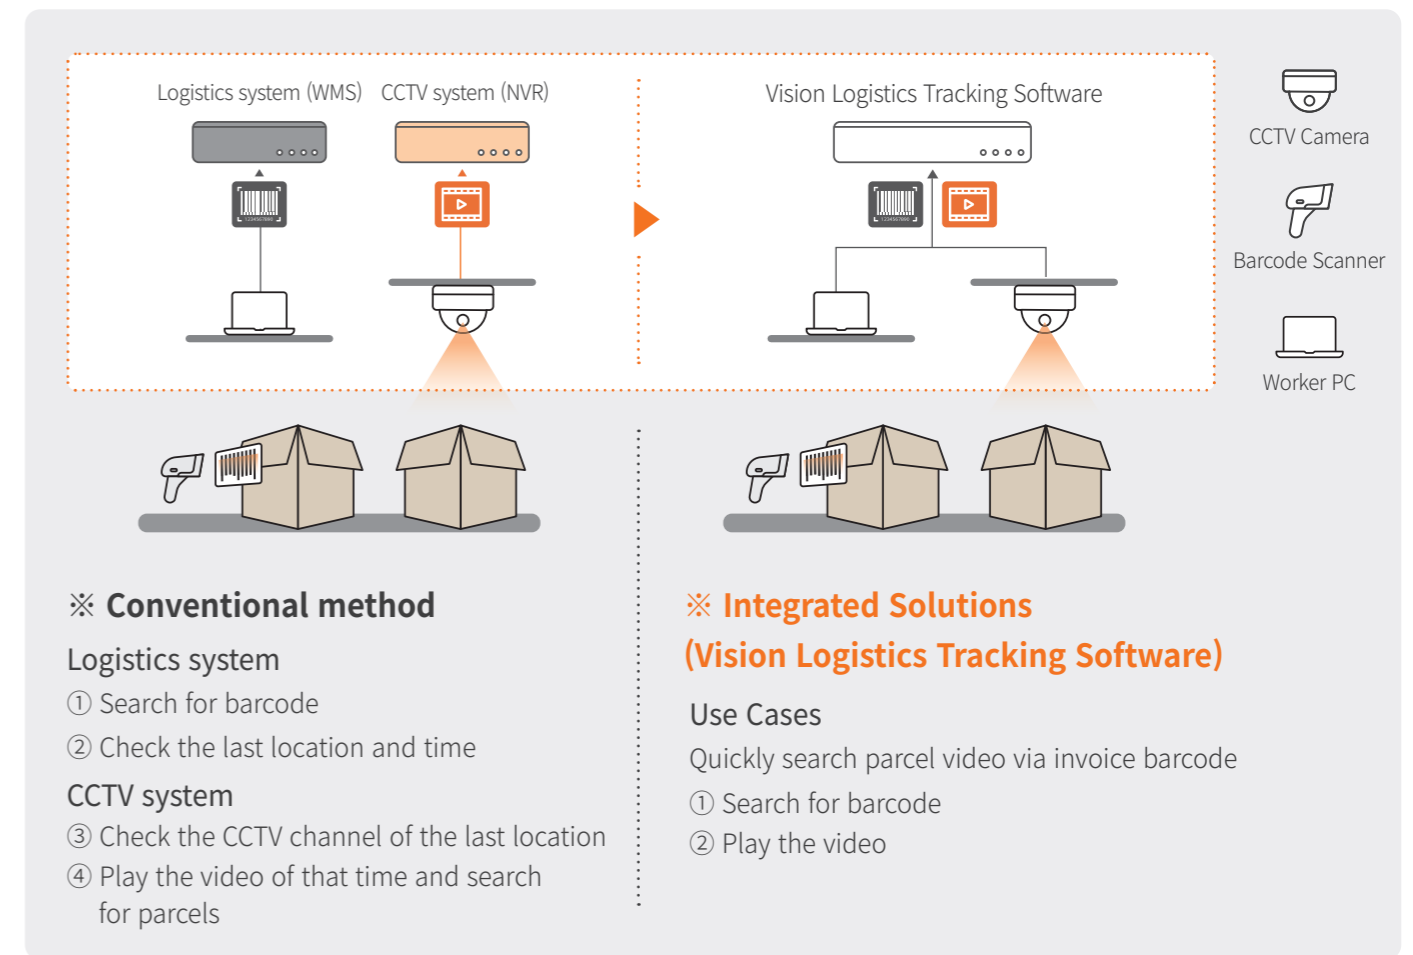 Logistics system (WMS)
CCTV system (NVR)
Vision Logistics Tracking Software
1234567890
1234567890
CCTV Camera
Barcode Scanner
Worker PC
※ Conventional method
Logistics system
① Search for barcode
② Check the last location and time
CCTV system
③ Check the CCTV channel of the last location
④ Play the video of that time and search
for parcels
※ Integrated Solutions
(Vision Logistics Tracking Software)
Use Cases
Quickly search parcel video via invoice barcode
① Search for barcode
② Play the video